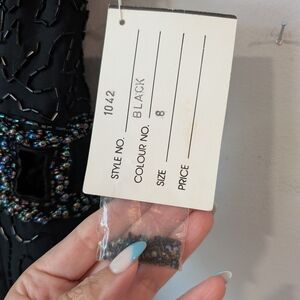 STYLE NO. 1042
COLOUR NO. BLACK
SIZE 8
PRICE